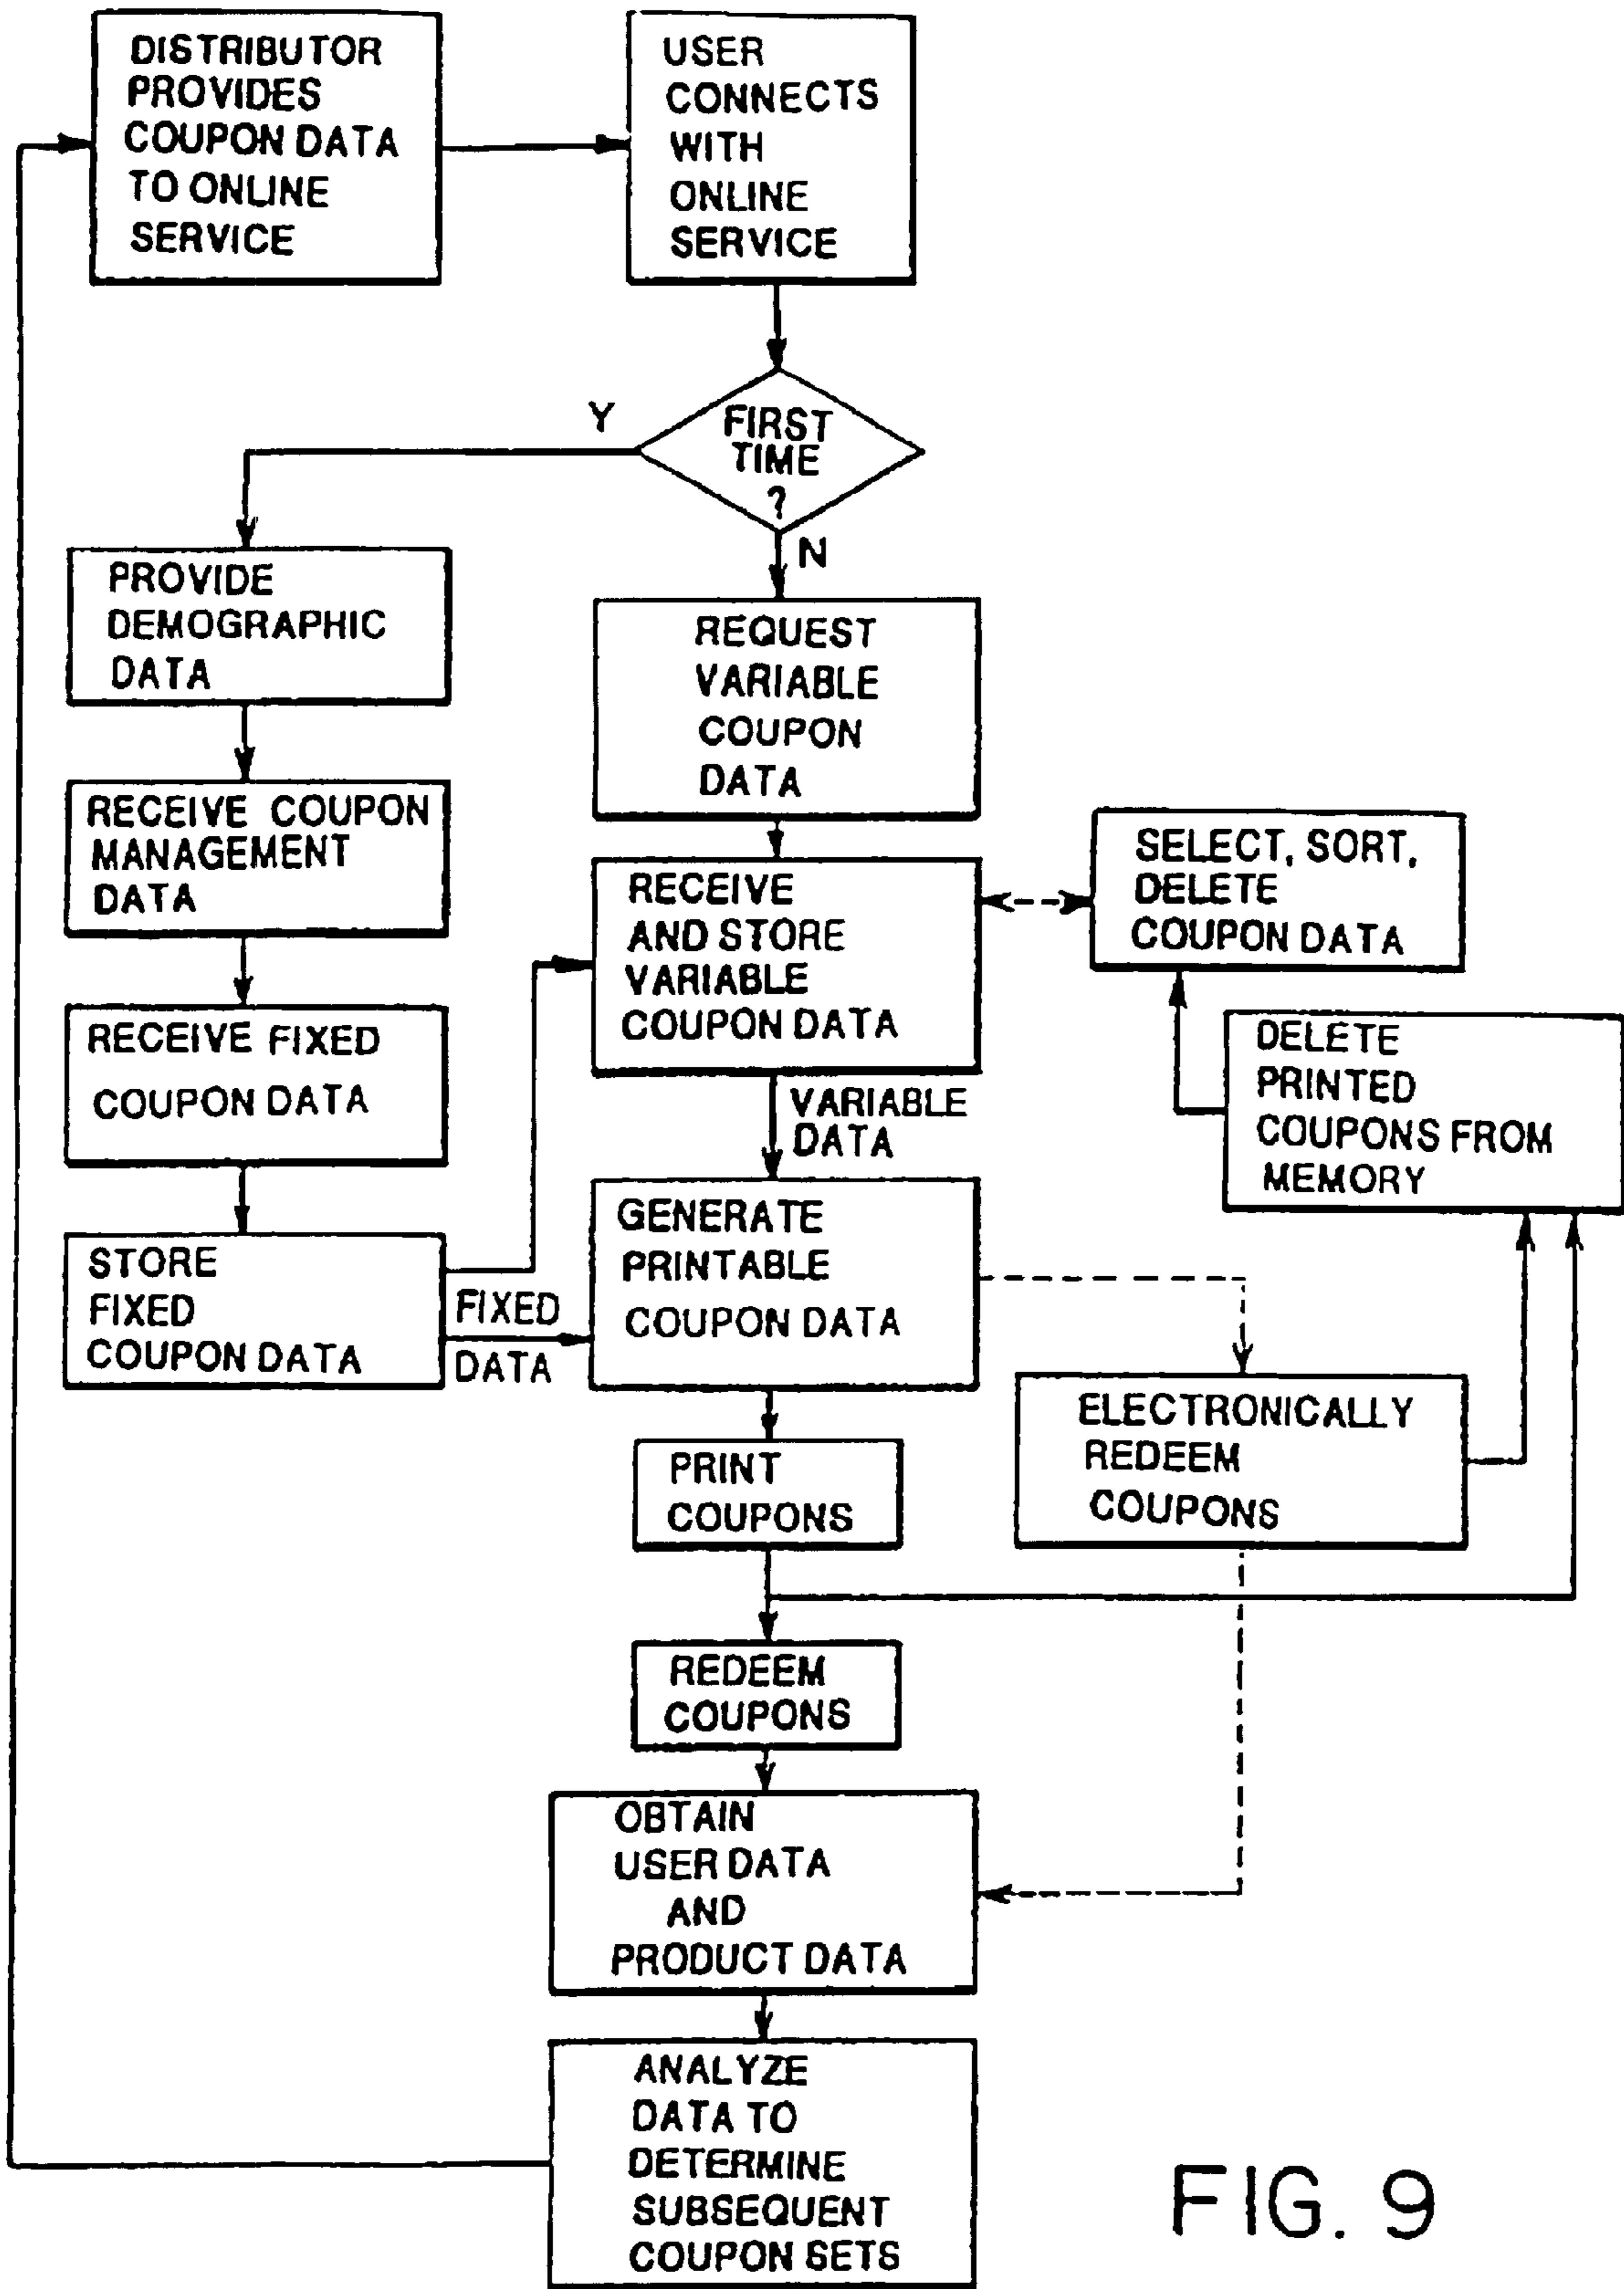 DISTRIBUTOR
PROVIDES
COUPON DATA
TO ONLINE
SERVICE
USER
CONNECTS
WITH
ONLINE
SERVICE
FIRST
TIME
?
Y
N
PROVIDE
DEMOGRAPHIC
DATA
REQUEST
VARIABLE
COUPON
DATA
RECEIVE COUPON
MANAGEMENT
DATA
RECEIVE
AND STORE
VARIABLE
COUPON DATA
SELECT, SORT,
DELETE
COUPON DATA
RECEIVE FIXED
COUPON DATA
DELETE
PRINTED
COUPONS FROM
MEMORY
VARIABLE
DATA
STORE
FIXED
COUPON DATA
FIXED
DATA
GENERATE
PRINTABLE
COUPON DATA
ELECTRONICALLY
REDEEM
COUPONS
PRINT
COUPONS
REDEEM
COUPONS
OBTAIN
USER DATA
AND
PRODUCT DATA
ANALYZE
DATA TO
DETERMINE
SUBSEQUENT
COUPON SETS
FIG. 9